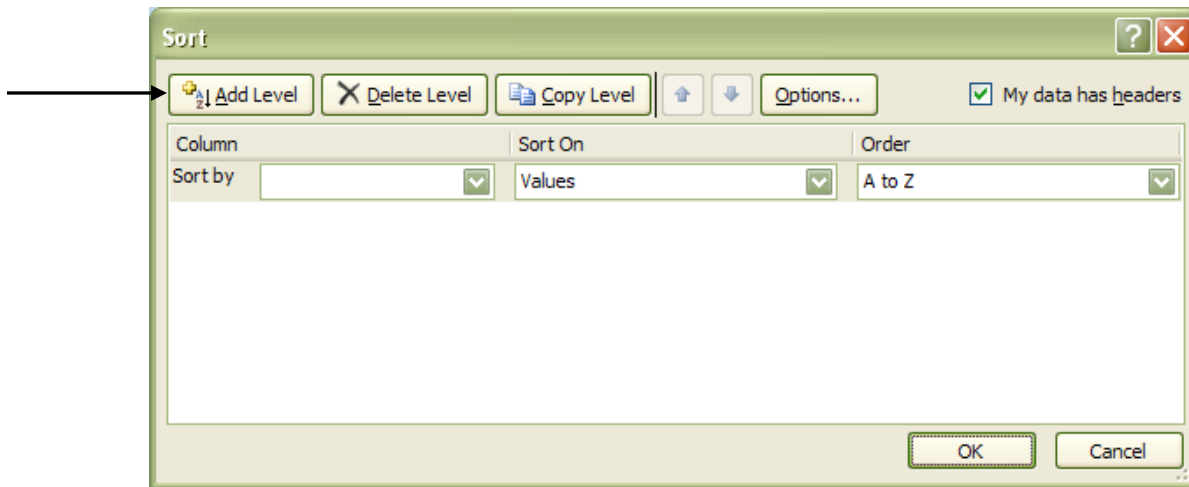 Sort
Add Level Delete Level Copy Level Options... My data has headers
Column Sort On Order
Sort by Values A to Z
OK Cancel